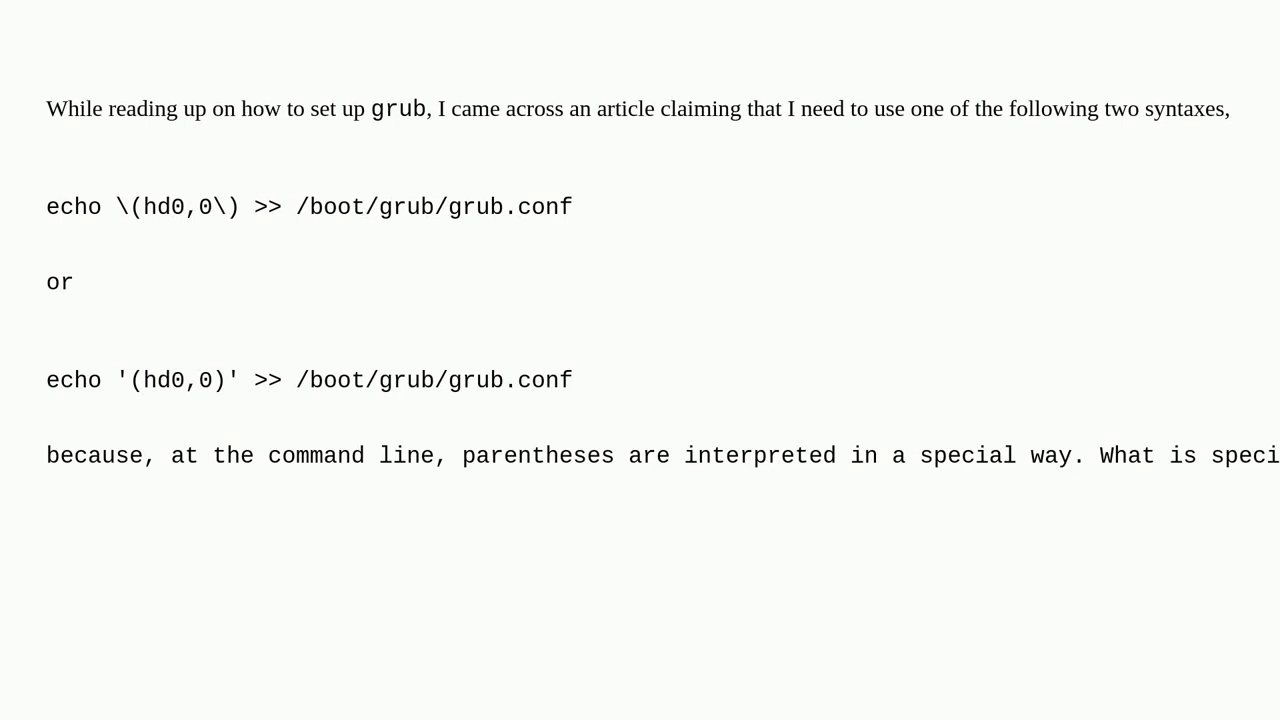 While reading up on how to set up grub, I came across an article claiming that I need to use one of the following two syntaxes,
echo \(hd0,0\) >> /boot/grub/grub.conf
or
echo '(hd0,0)' >> /boot/grub/grub.conf
because, at the command line, parentheses are interpreted in a special way. What is